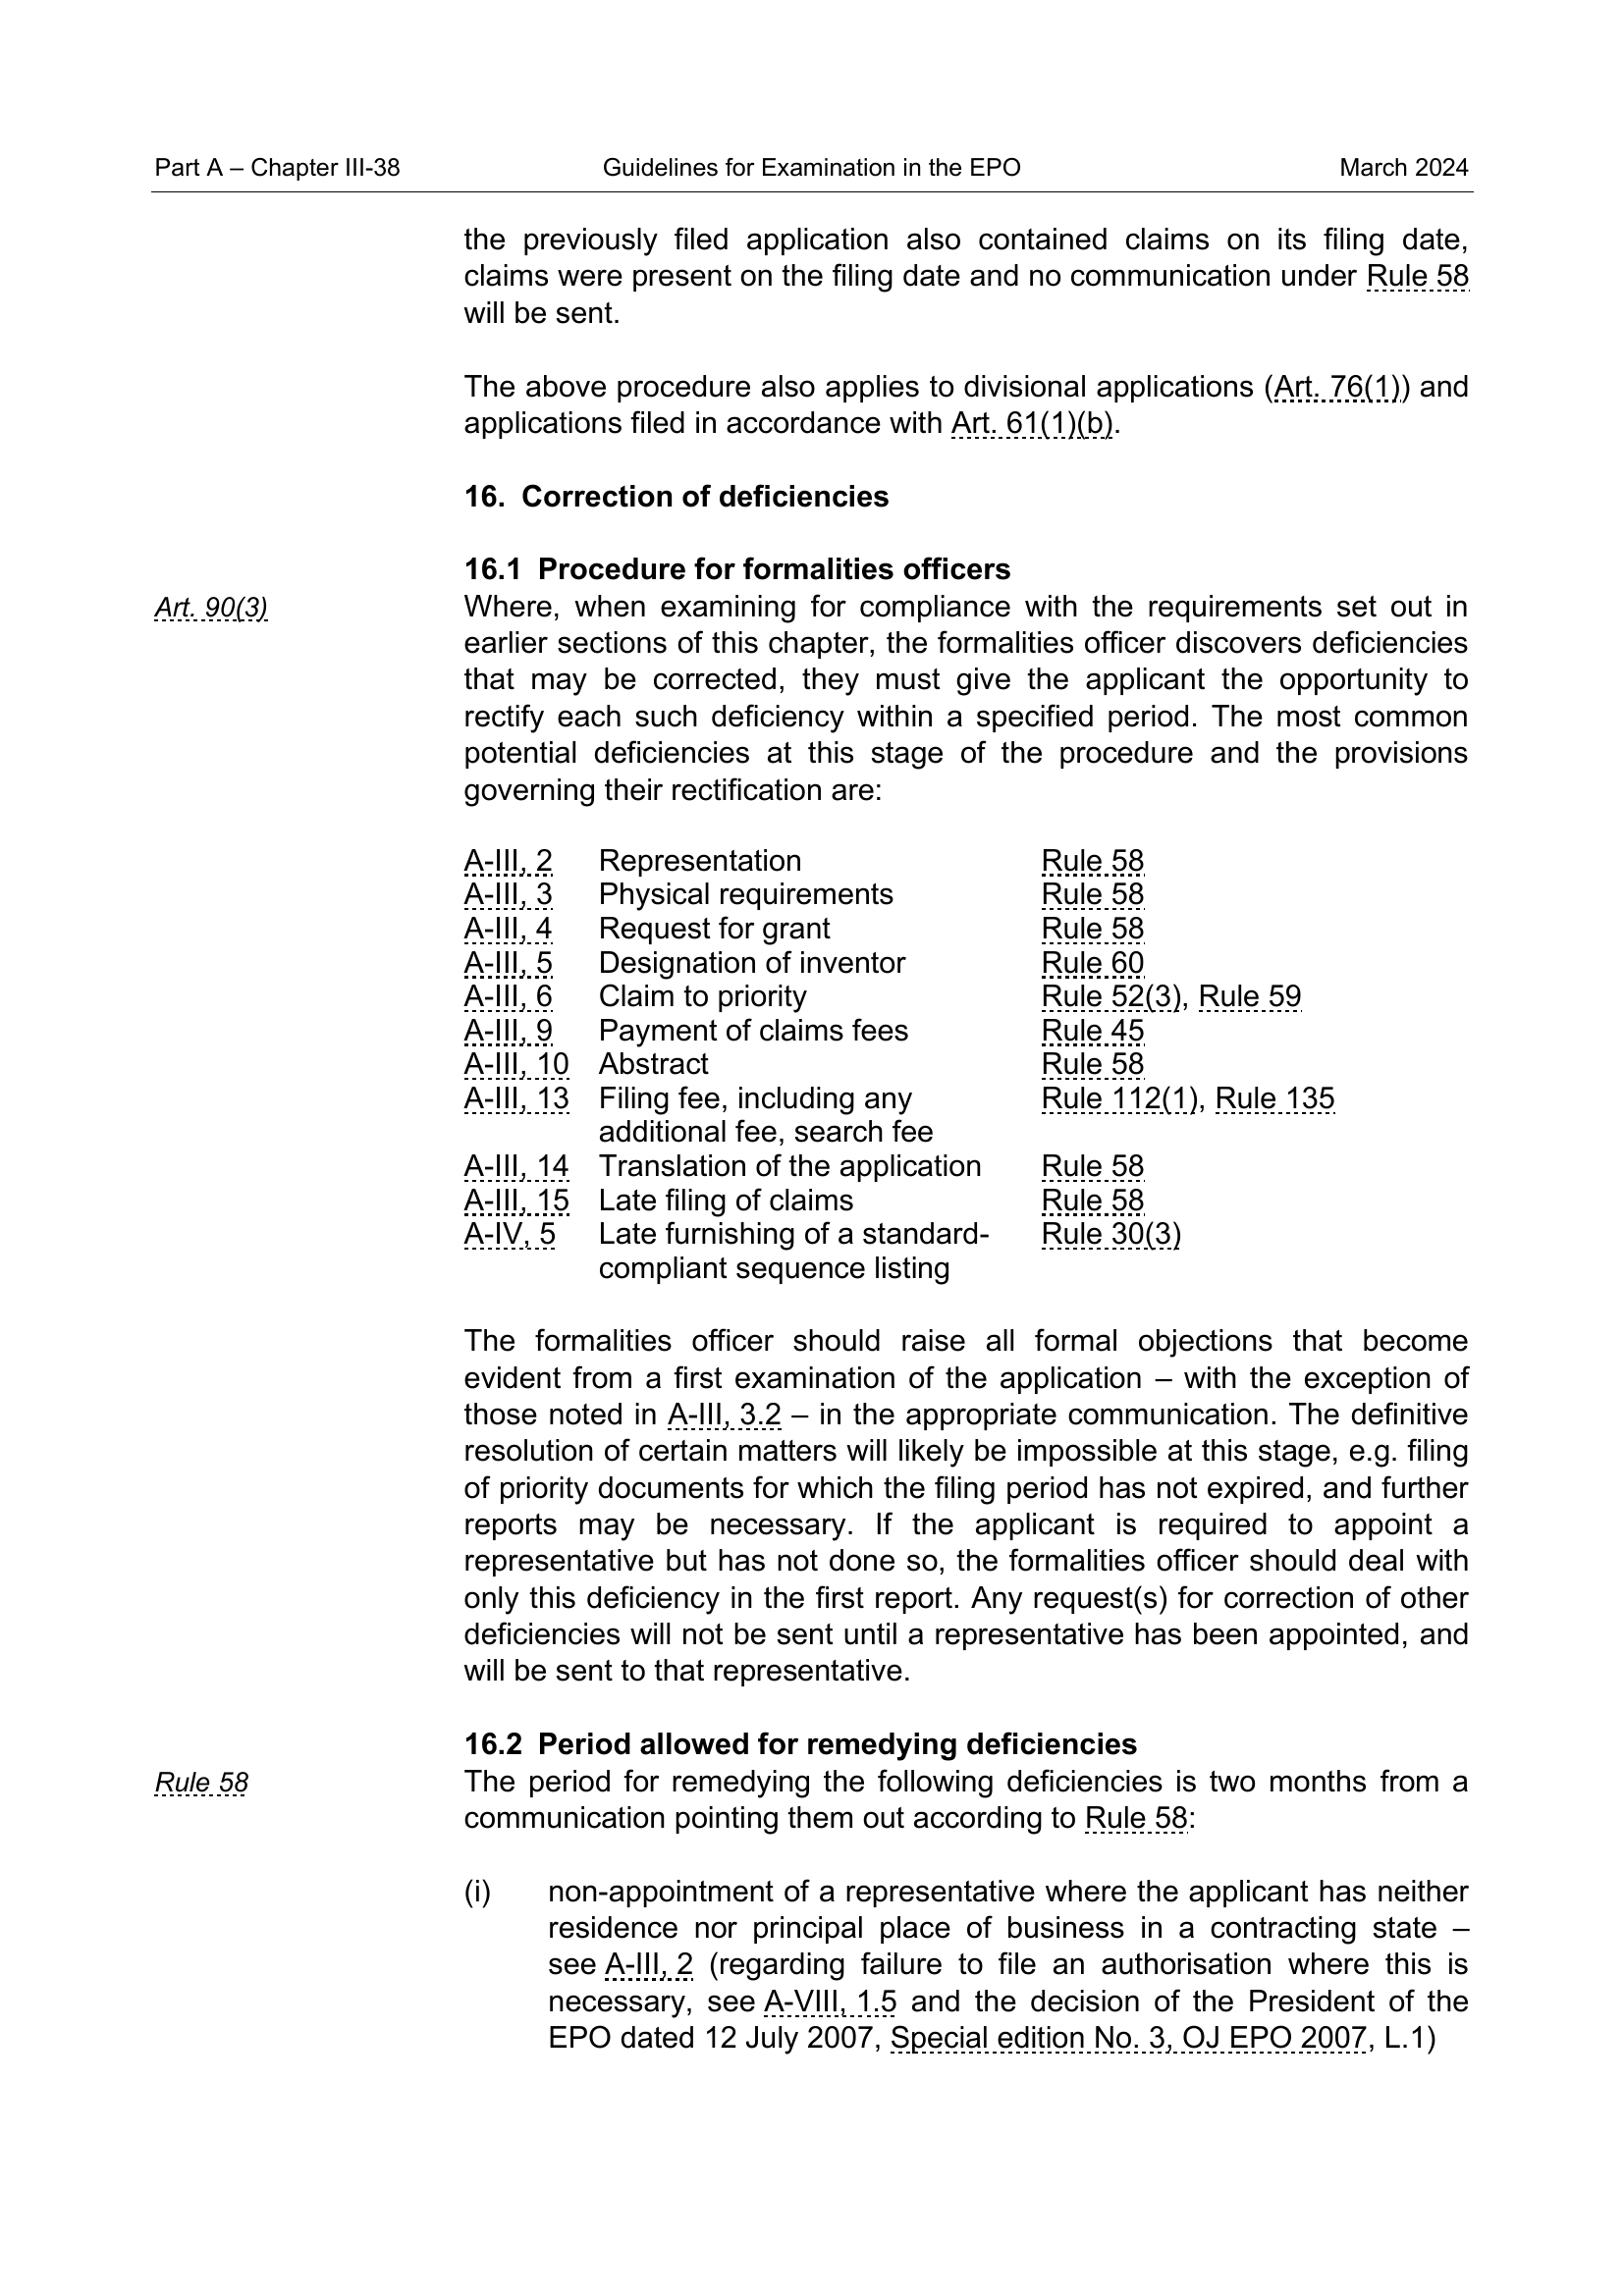 Part A – Chapter III-38 Guidelines for Examination in the EPO March 2024
the previously filed application also contained claims on its filing date,
claims were present on the filing date and no communication under Rule 58
will be sent.
The above procedure also applies to divisional applications (Art. 76(1)) and
applications filed in accordance with Art. 61(1)(b).
16. Correction of deficiencies
16.1 Procedure for formalities officers
Art. 90(3) Where, when examining for compliance with the requirements set out in
earlier sections of this chapter, the formalities officer discovers deficiencies
that may be corrected, they must give the applicant the opportunity to
rectify each such deficiency within a specified period. The most common
potential deficiencies at this stage of the procedure and the provisions
governing their rectification are:
A-III, 2 Representation Rule 58
A-III, 3 Physical requirements Rule 58
A-III, 4 Request for grant Rule 58
A-III, 5 Designation of inventor Rule 60
A-III, 6 Claim to priority Rule 52(3), Rule 59
A-III, 9 Payment of claims fees Rule 45
A-III, 10 Abstract Rule 58
A-III, 13 Filing fee, including any Rule 112(1), Rule 135
additional fee, search fee
A-III, 14 Translation of the application Rule 58
A-III, 15 Late filing of claims Rule 58
A-IV, 5 Late furnishing of a standard- Rule 30(3)
compliant sequence listing
The formalities officer should raise all formal objections that become
evident from a first examination of the application – with the exception of
those noted in A-III, 3.2 – in the appropriate communication. The definitive
resolution of certain matters will likely be impossible at this stage, e.g. filing
of priority documents for which the filing period has not expired, and further
reports may be necessary. If the applicant is required to appoint a
representative but has not done so, the formalities officer should deal with
only this deficiency in the first report. Any request(s) for correction of other
deficiencies will not be sent until a representative has been appointed, and
will be sent to that representative.
16.2 Period allowed for remedying deficiencies
Rule 58 The period for remedying the following deficiencies is two months from a
communication pointing them out according to Rule 58:
(i) non-appointment of a representative where the applicant has neither
residence nor principal place of business in a contracting state –
see A-III, 2 (regarding failure to file an authorisation where this is
necessary, see A-VIII, 1.5 and the decision of the President of the
EPO dated 12 July 2007, Special edition No. 3, OJ EPO 2007, L.1)